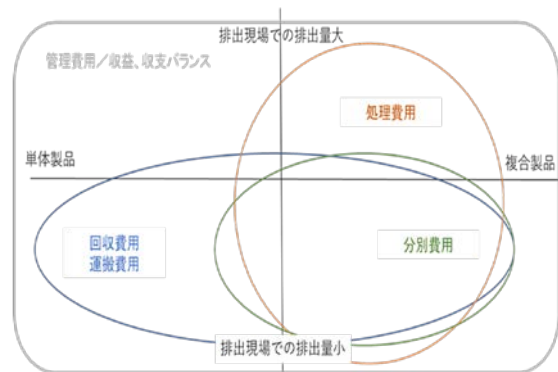 排出現場での排出量大
管理費用／収益、収支バランス
処理費用
単体製品
複合製品
回収費用
運搬費用
分別費用
排出現場での排出量小